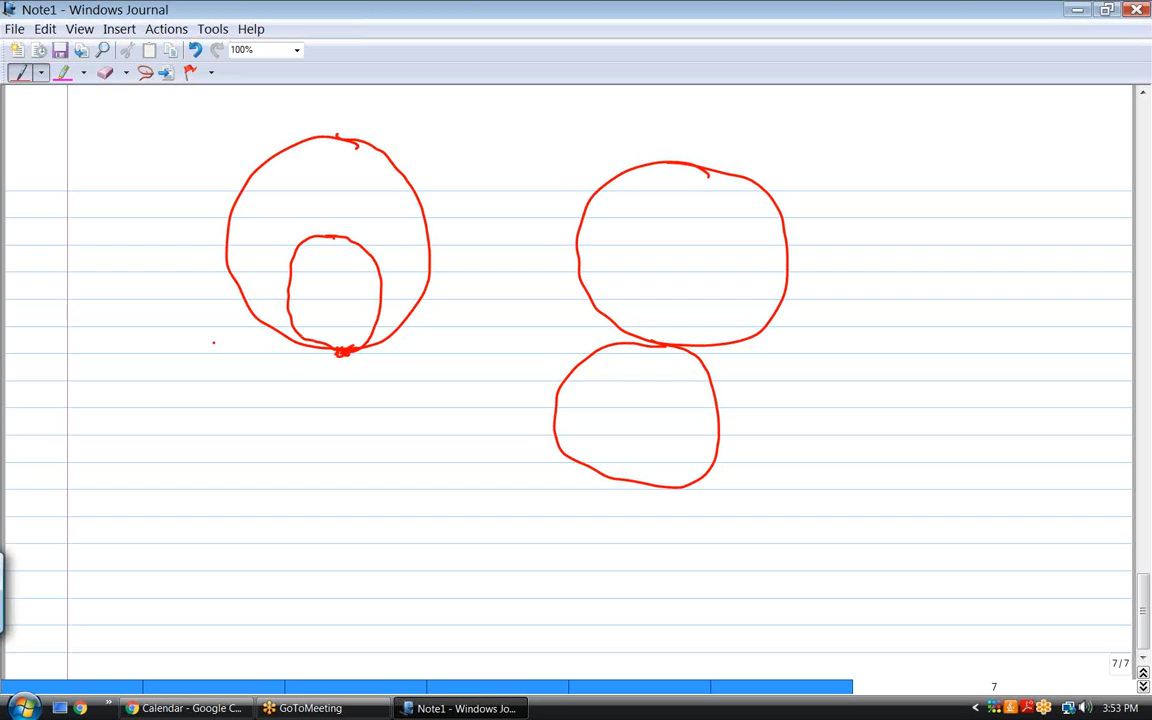 Note1 - Windows Journal
File Edit View Insert Actions Tools Help
100%
7/7
7
Calendar - Google C...
GoToMeeting
Note1 - Windows Jo...
3:53 PM